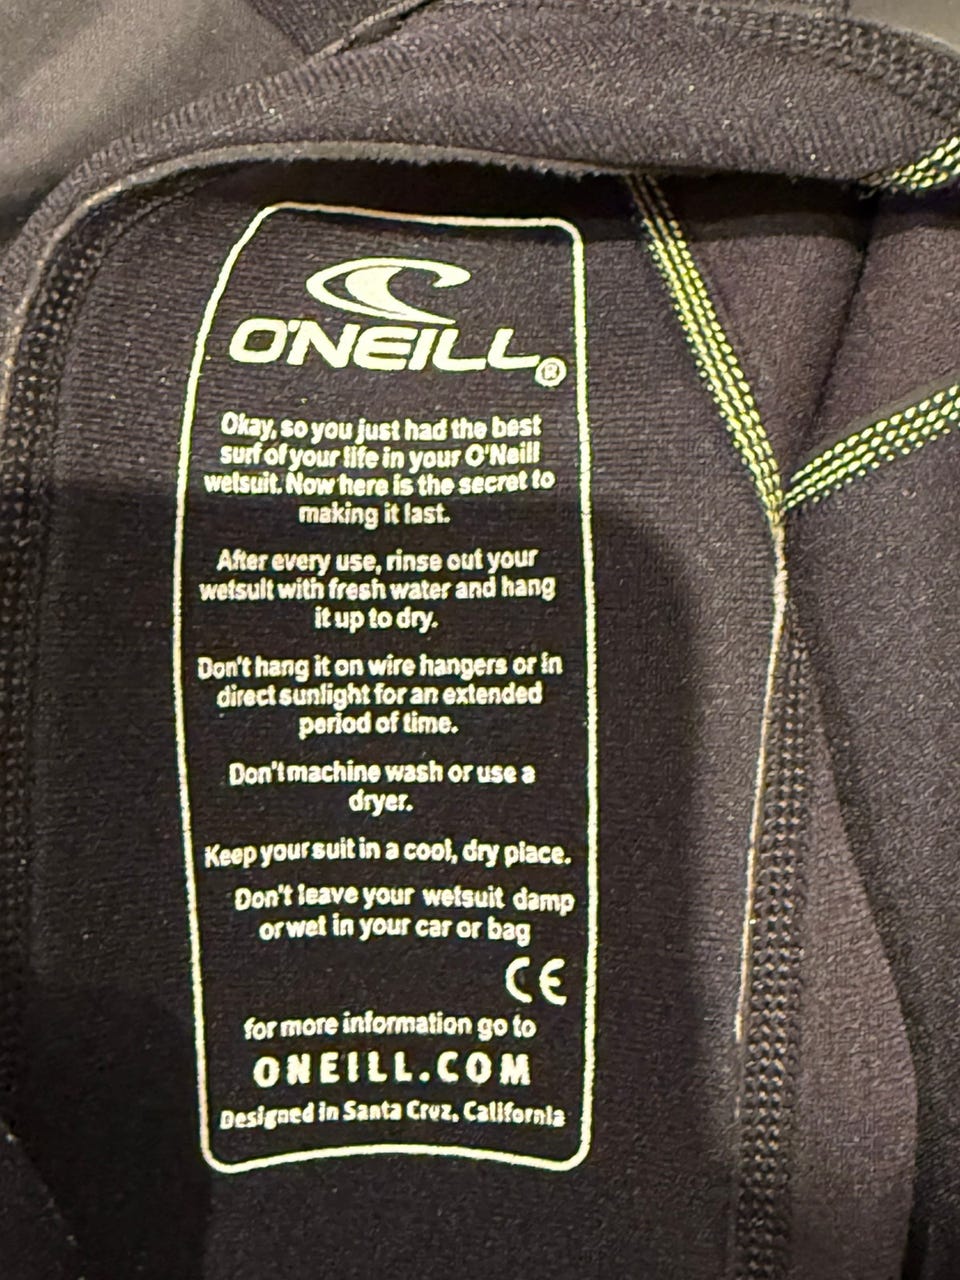 O'NEILL®
Okay, so you just had the best
surf of your life in your O'Neill
wetsuit. Now here is the secret to
making it last.
After every use, rinse out your
wetsuit with fresh water and hang
it up to dry.
Don't hang it on wire hangers or in
direct sunlight for an extended
period of time.
Don't machine wash or use a
dryer.
Keep your suit in a cool, dry place.
Don't leave your wetsuit damp
or wet in your car or bag
CE
for more information go to
ONEILL.COM
Designed in Santa Cruz, California